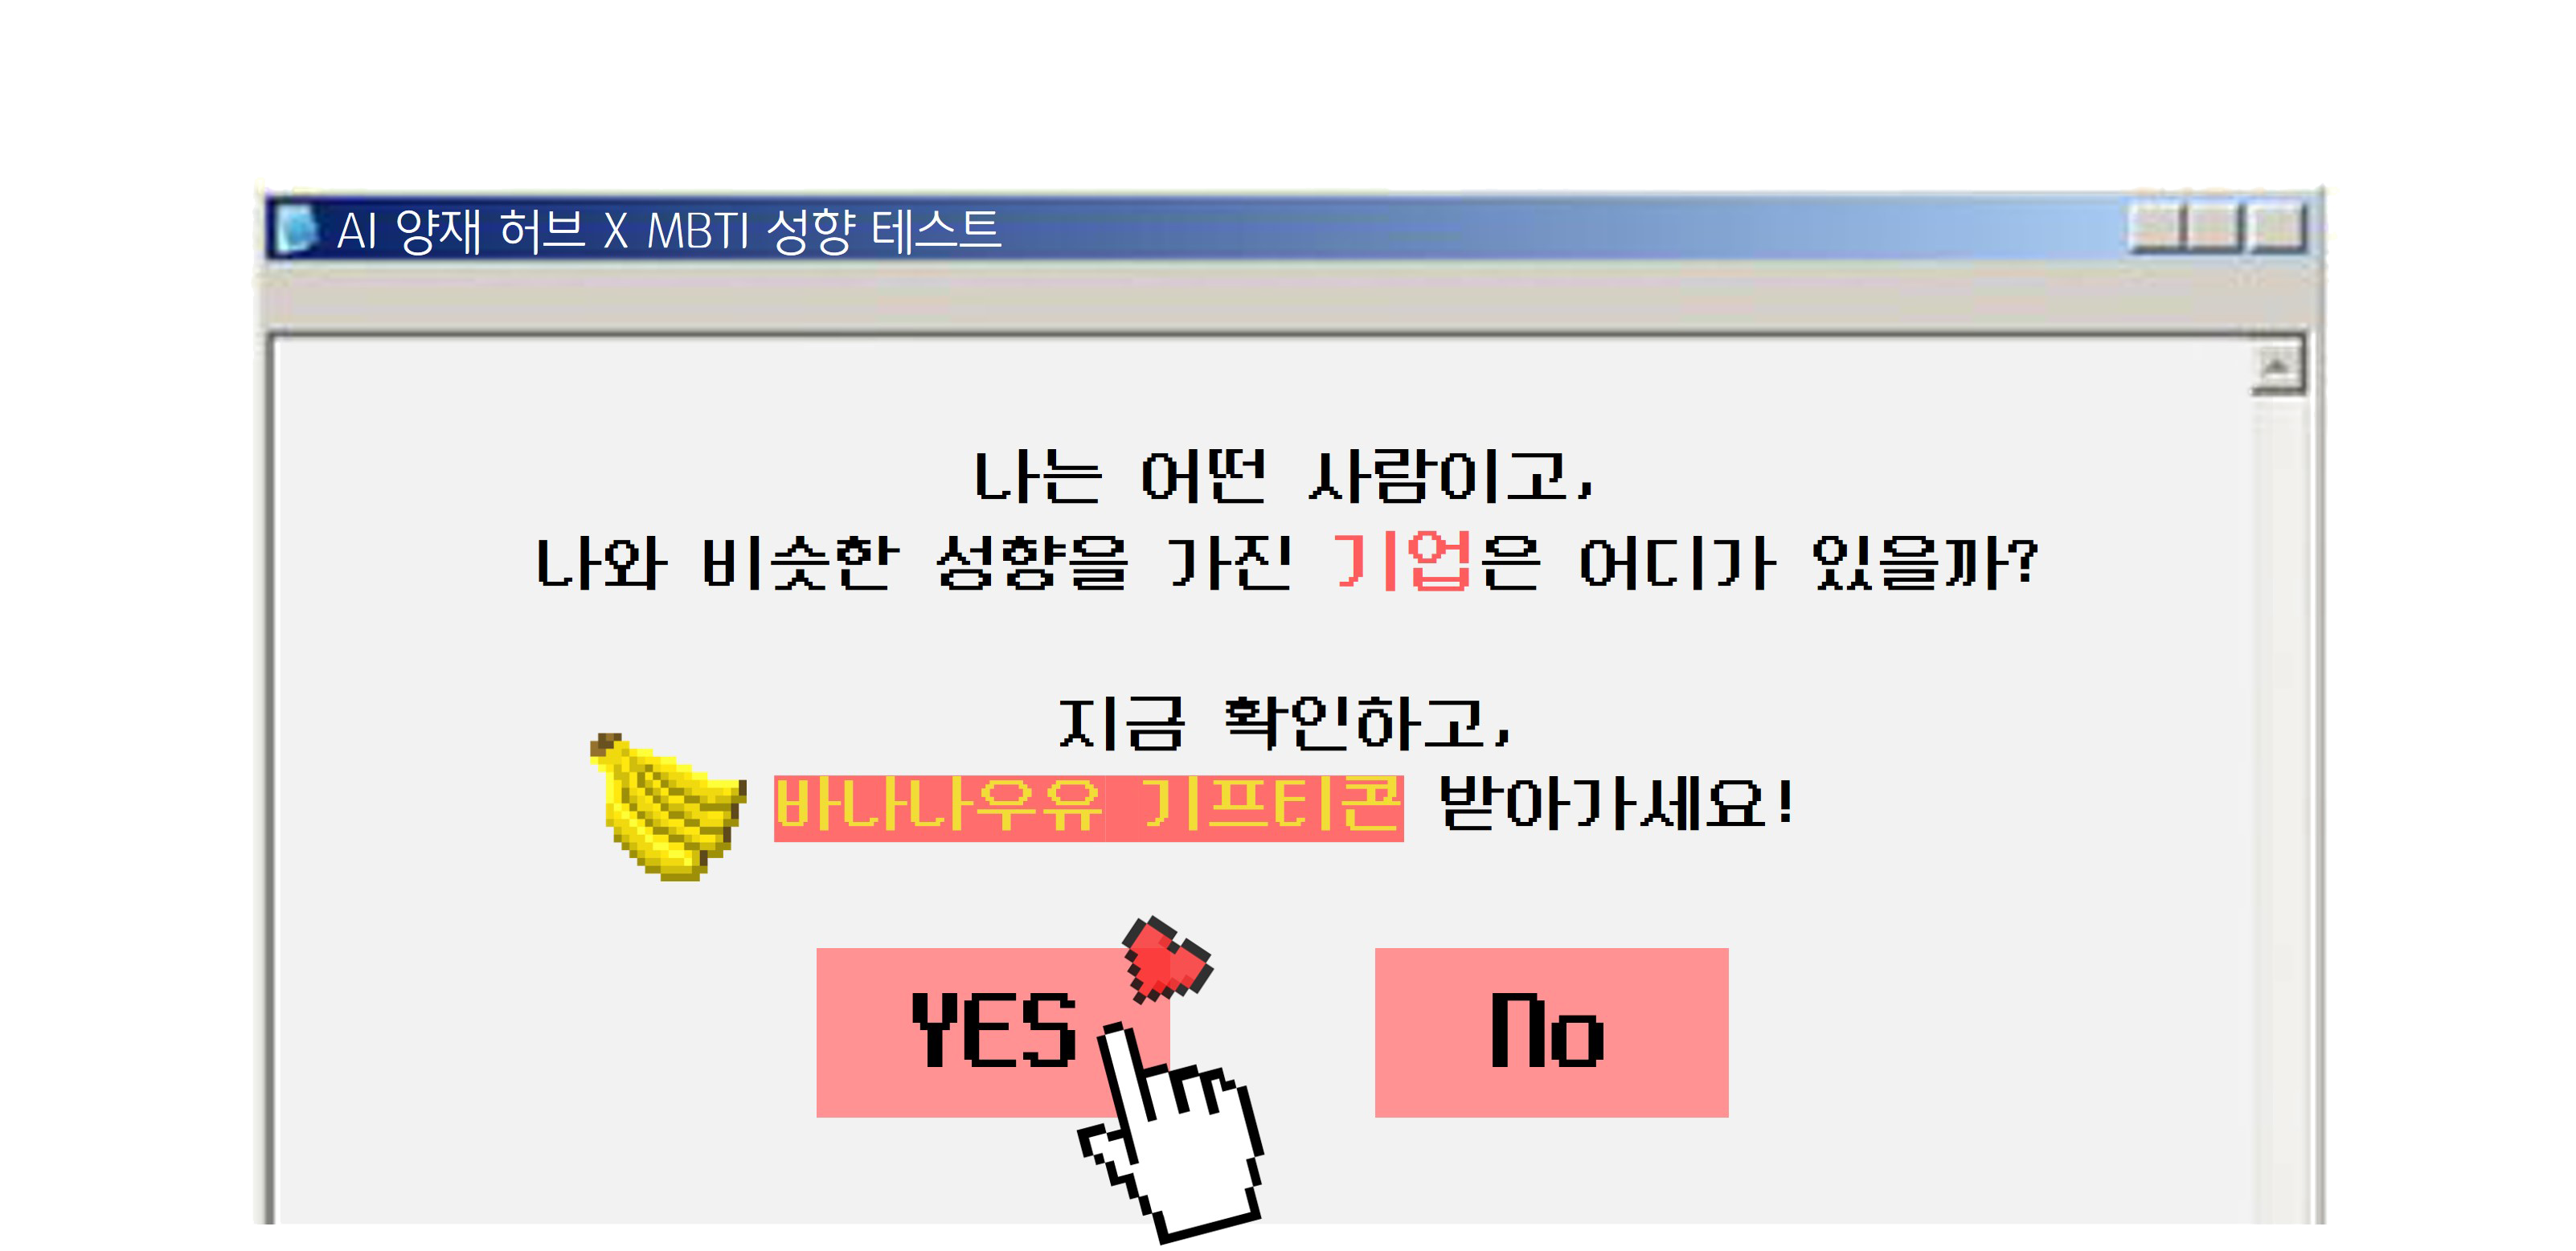 AI 양재 허브 X MBTI 성향 테스트
나는 어떤 사람이고,
나와 비슷한 성향을 가진 기업은 어디가 있을까?
지금 확인하고,
바나나우유 기프티콘 받아가세요!
YES No